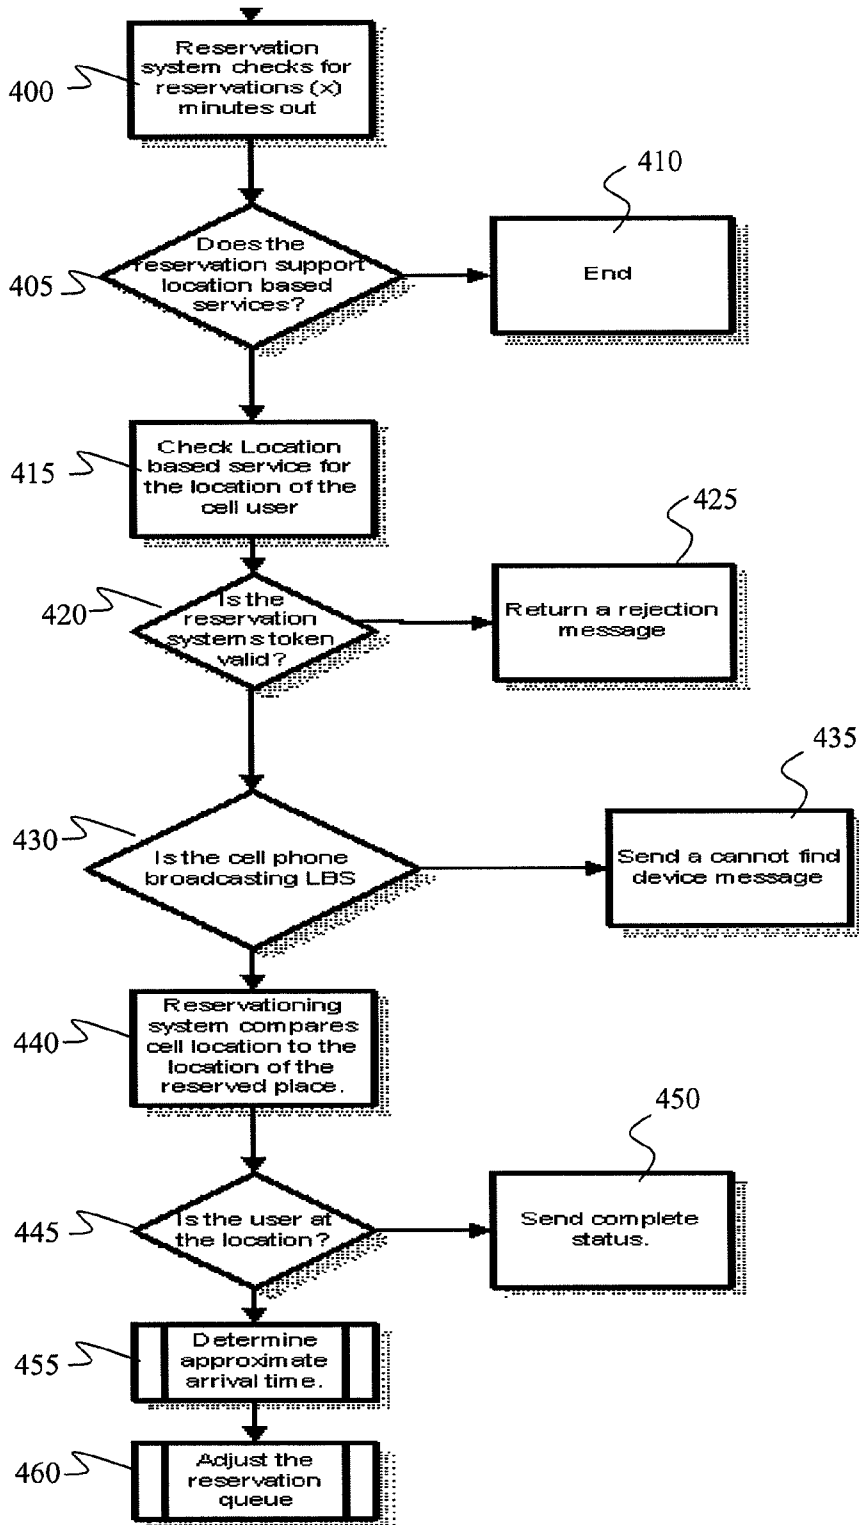 Reservation
system checks for
reservations (x)
minutes out
400
410
Does the
reservation support
location based
services?
405
End
Check Location
based service for
the location of the
cell user
415
425
Is the
reservation
systems token
valid?
420
Return a rejection
message
435
430
Is the cell phone
broadcasting LBS
Send a cannot find
device message
Reservationing
system compares
cell location to the
location of the
reserved place.
440
450
Is the user at
the location?
445
Send complete
status.
Determine
approximate
arrival time.
455
Adjust the
reservation
queue
460